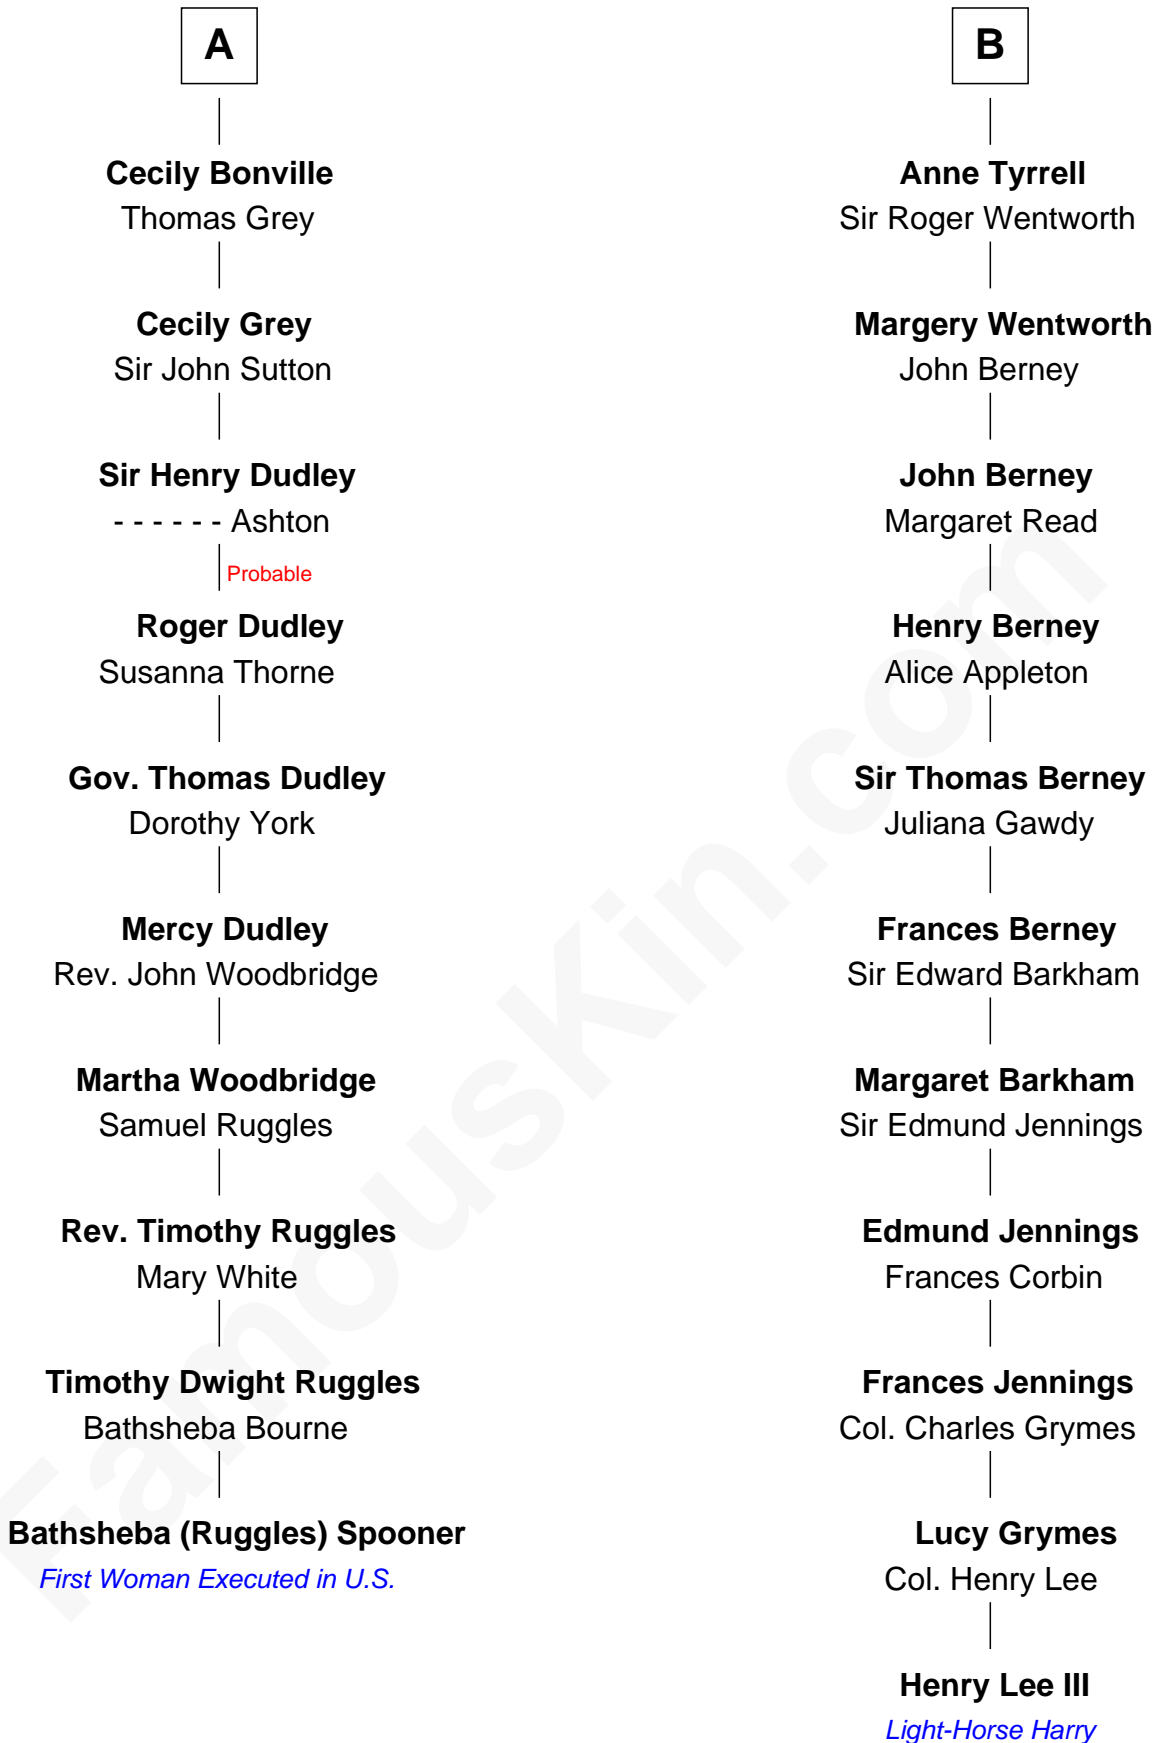 A
Cecily Bonville
Thomas Grey
Cecily Grey
Sir John Sutton
Sir Henry Dudley
- - - - - - Ashton
Probable
Roger Dudley
Susanna Thorne
Gov. Thomas Dudley
Dorothy York
Mercy Dudley
Rev. John Woodbridge
Martha Woodbridge
Samuel Ruggles
Rev. Timothy Ruggles
Mary White
Timothy Dwight Ruggles
Bathsheba Bourne
Bathsheba (Ruggles) Spooner
First Woman Executed in U.S.
B
Anne Tyrrell
Sir Roger Wentworth
Margery Wentworth
John Berney
John Berney
Margaret Read
Henry Berney
Alice Appleton
Sir Thomas Berney
Juliana Gawdy
Frances Berney
Sir Edward Barkham
Margaret Barkham
Sir Edmund Jennings
Edmund Jennings
Frances Corbin
Frances Jennings
Col. Charles Grymes
Lucy Grymes
Col. Henry Lee
Henry Lee III
Light-Horse Harry
FamousKin.com